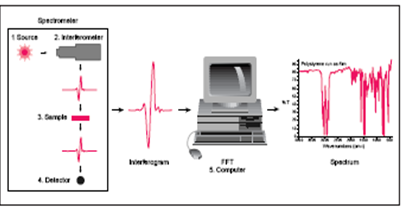 Spectrometer
1 Source
2. Interferometer
3. Sample
4. Detector
Interferogram
FFT
5. Computer
%T
Polystyrene run as film
Wavenumbers (cm-1)
Spectrum